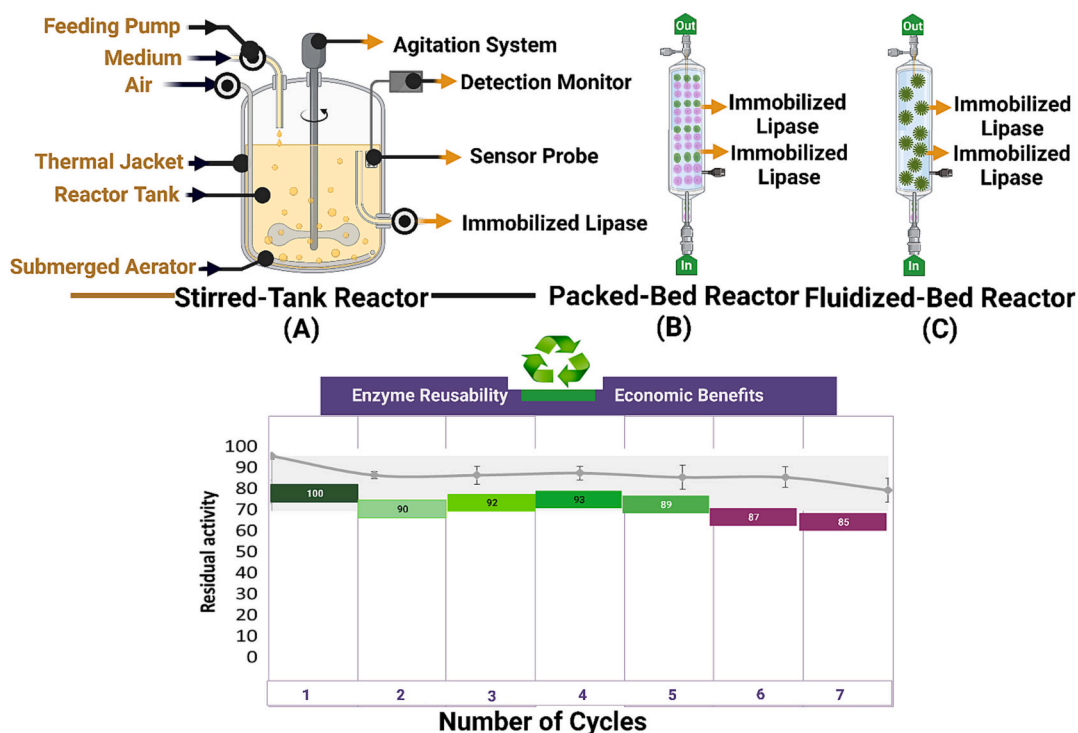 Feeding Pump
Medium
Air
Thermal Jacket
Reactor Tank
Submerged Aerator
Agitation System
Detection Monitor
Sensor Probe
Immobilized Lipase
Stirred-Tank Reactor
(A)
Out
Immobilized
Lipase
Immobilized
Lipase
In
Packed-Bed Reactor
(B)
Out
Immobilized
Lipase
Immobilized
Lipase
In
Fluidized-Bed Reactor
(C)
Enzyme Reusability
Economic Benefits
Residual activity
100
90
80
70
60
50
40
30
20
10
0
100
90
92
93
89
87
85
1
2
3
4
5
6
7
Number of Cycles